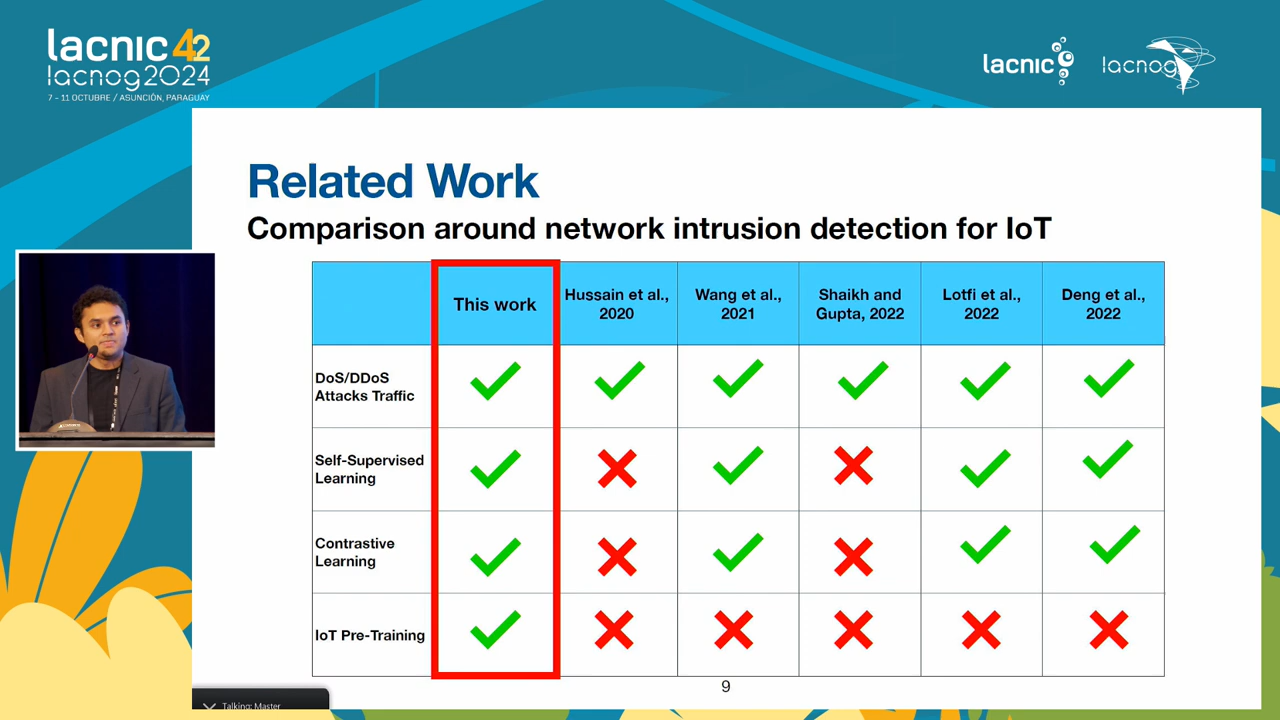 lacnic 42
lacnog2024
7 - 11 OCTUBRE / ASUNCIÓN, PARAGUAY
lacnic
lacnog
Related Work
Comparison around network intrusion detection for IoT
This work
Hussain et al.,
2020
Wang et al.,
2021
Shaikh and
Gupta, 2022
Lotfi et al.,
2022
Deng et al.,
2022
DoS/DDoS
Attacks Traffic
Self-Supervised
Learning
Contrastive
Learning
IoT Pre-Training
9
Talking: Master